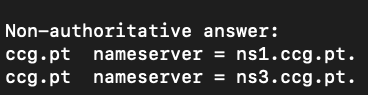 Non-authoritative answer:
ccg.pt  nameserver = ns1.ccg.pt.
ccg.pt  nameserver = ns3.ccg.pt.